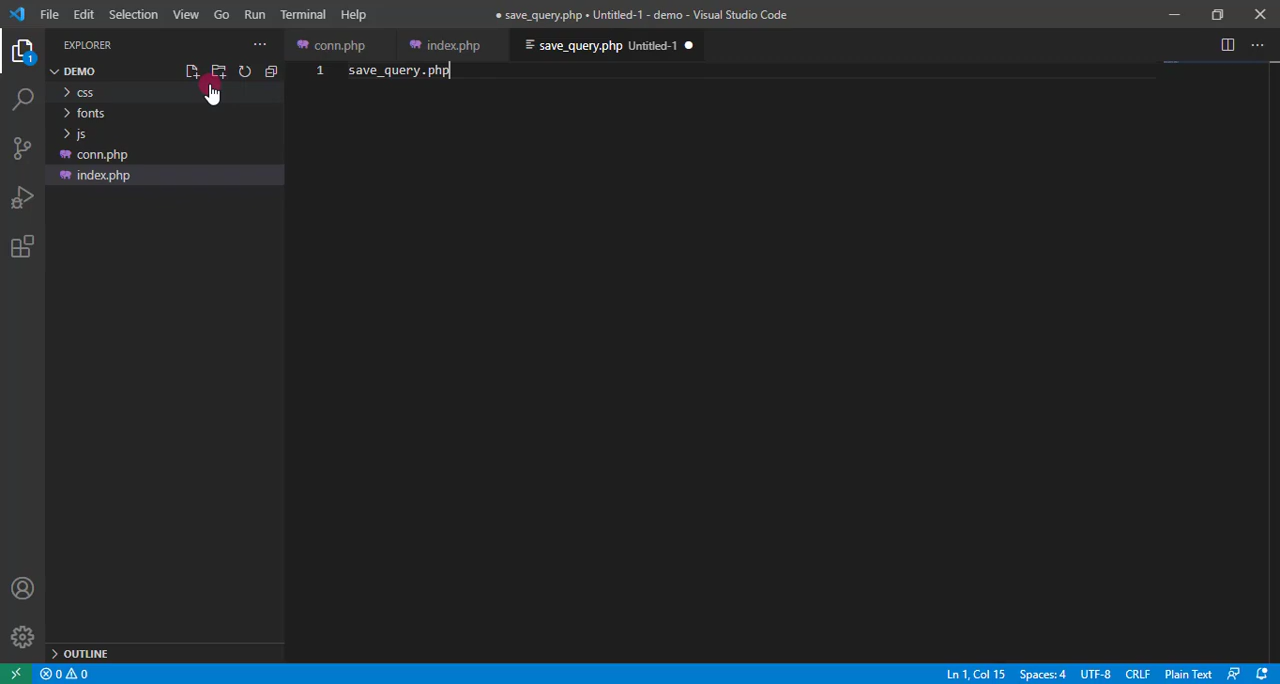 File Edit Selection View Go Run Terminal Help ● save_query.php • Untitled-1 - demo - Visual Studio Code
EXPLORER
conn.php index.php save_query.php Untitled-1
DEMO
1 save_query.php
css
fonts
js
conn.php
index.php
1
OUTLINE
0 0 Ln 1, Col 15 Spaces: 4 UTF-8 CRLF Plain Text